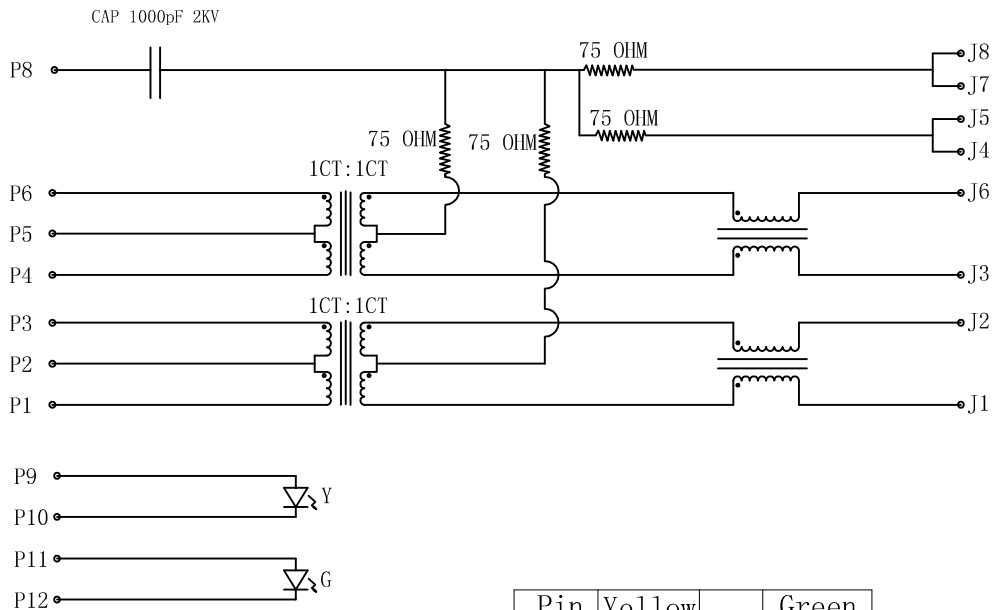 CAP 1000pF 2KV
75 OHM
J8
P8
J7
75 OHM
J5
75 OHM
75 OHM
J4
1CT:1CT
P6
J6
P5
P4
J3
1CT:1CT
P3
J2
P2
P1
J1
P9
Y
P10
P11
G
P12
Pin Yellow Green